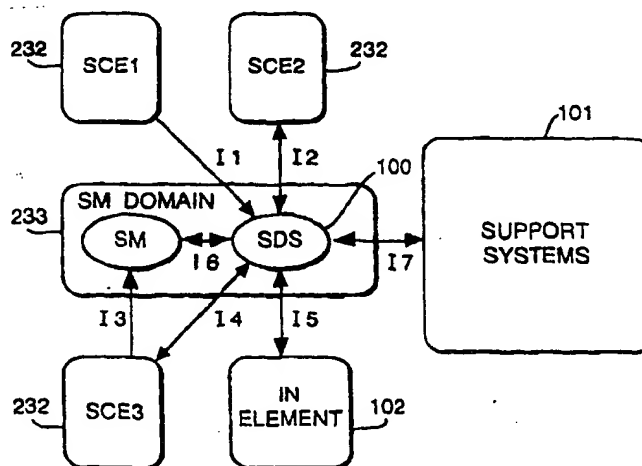 232
SCE1
SCE2
232
101
I1
I2
100
SM DOMAIN
233
SM
SDS
I6
I7
SUPPORT
SYSTEMS
I3
I4
I5
232
SCE3
IN
ELEMENT
102